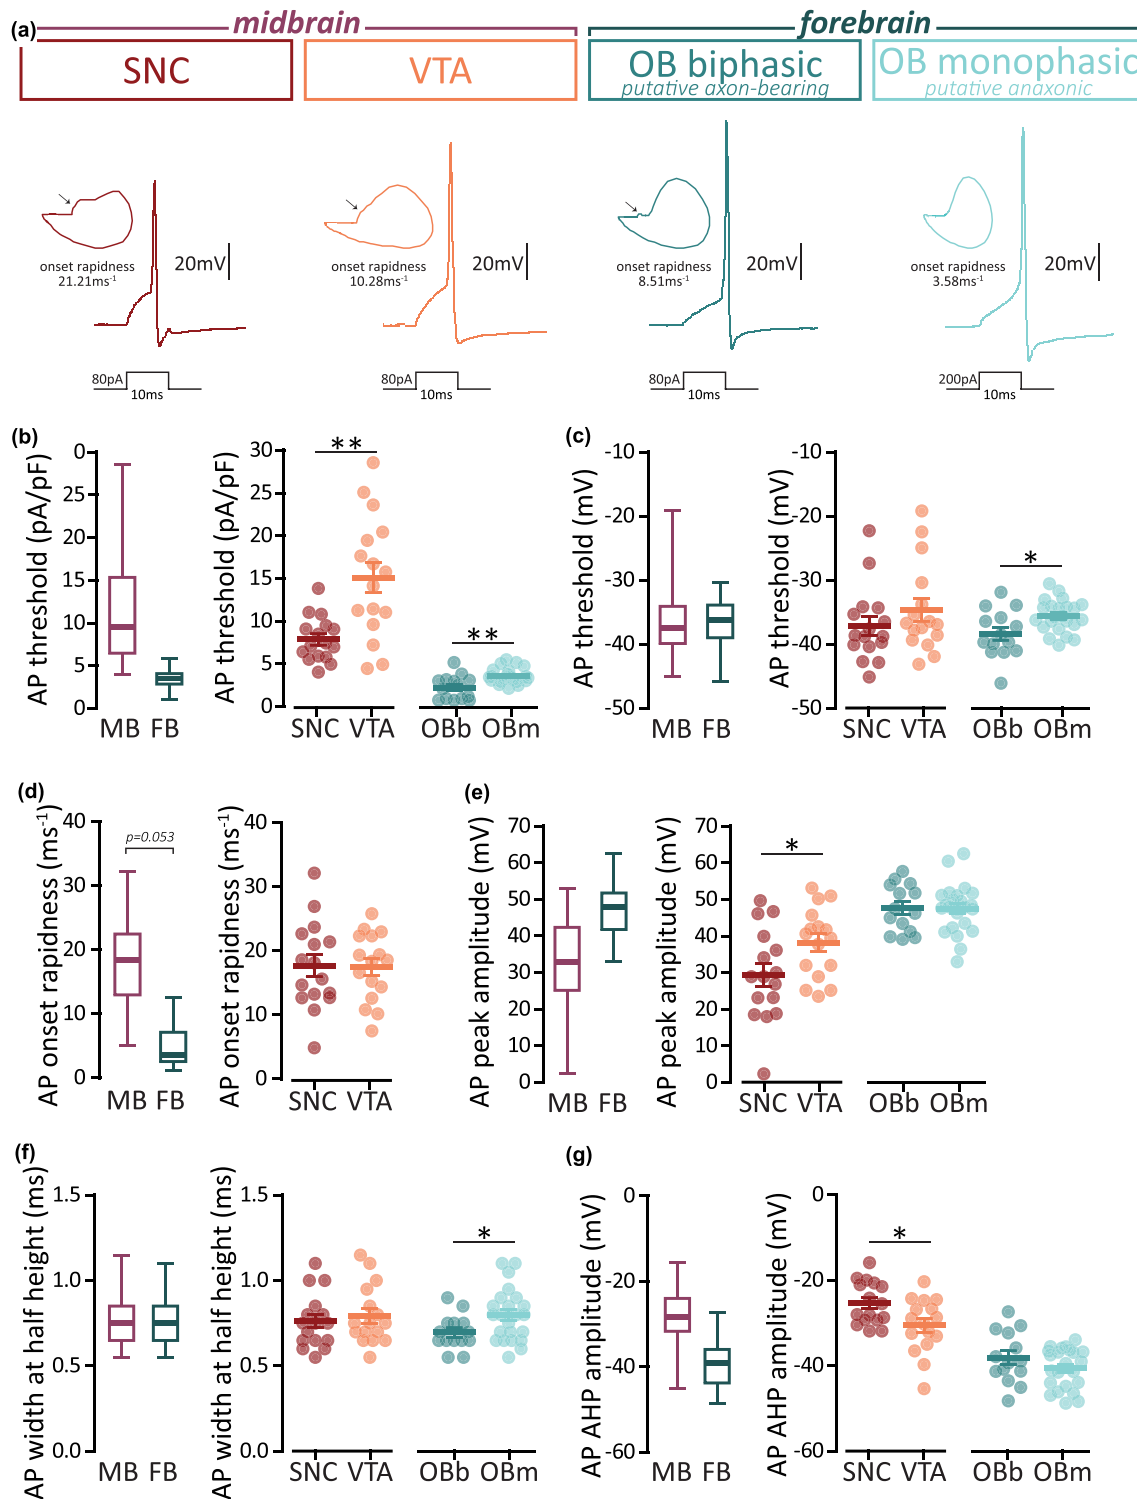 (a)
midbrain
forebrain
SNC
VTA
OB biphasic
putative axon-bearing
OB monophasic
putative anaxonic
onset rapidness
21.21ms-1
20mV
onset rapidness
10.28ms-1
20mV
onset rapidness
8.51ms-1
20mV
onset rapidness
3.58ms-1
20mV
80pA
10ms
80pA
10ms
80pA
10ms
200pA
10ms
(b)
AP threshold (pA/pF)
0
25
20
15
10
5
0
MB FB
AP threshold (pA/pF)
30
25
20
15
10
5
0
**
**
SNC VTA
OBb OBm
(c)
AP threshold (mV)
-10
-20
-30
-40
-50
MB FB
AP threshold (mV)
-10
-20
-30
-40
-50
*
SNC VTA
OBb OBm
(d)
AP onset rapidness (ms-1)
40
30
20
10
0
p=0.053
MB FB
AP onset rapidness (ms-1)
40
30
20
10
0
SNC VTA
(e)
AP peak amplitude (mV)
70
60
50
40
30
20
10
0
MB FB
AP peak amplitude (mV)
70
60
50
40
30
20
10
0
*
SNC VTA
OBb OBm
(f)
AP width at half height (ms)
1.5
1.0
0.5
0.0
MB FB
AP width at half height (ms)
1.5
1.0
0.5
0.0
*
SNC VTA
OBb OBm
(g)
AP AHP amplitude (mV)
0
-20
-40
-60
MB FB
AP AHP amplitude (mV)
0
-20
-40
-60
*
SNC VTA
OBb OBm